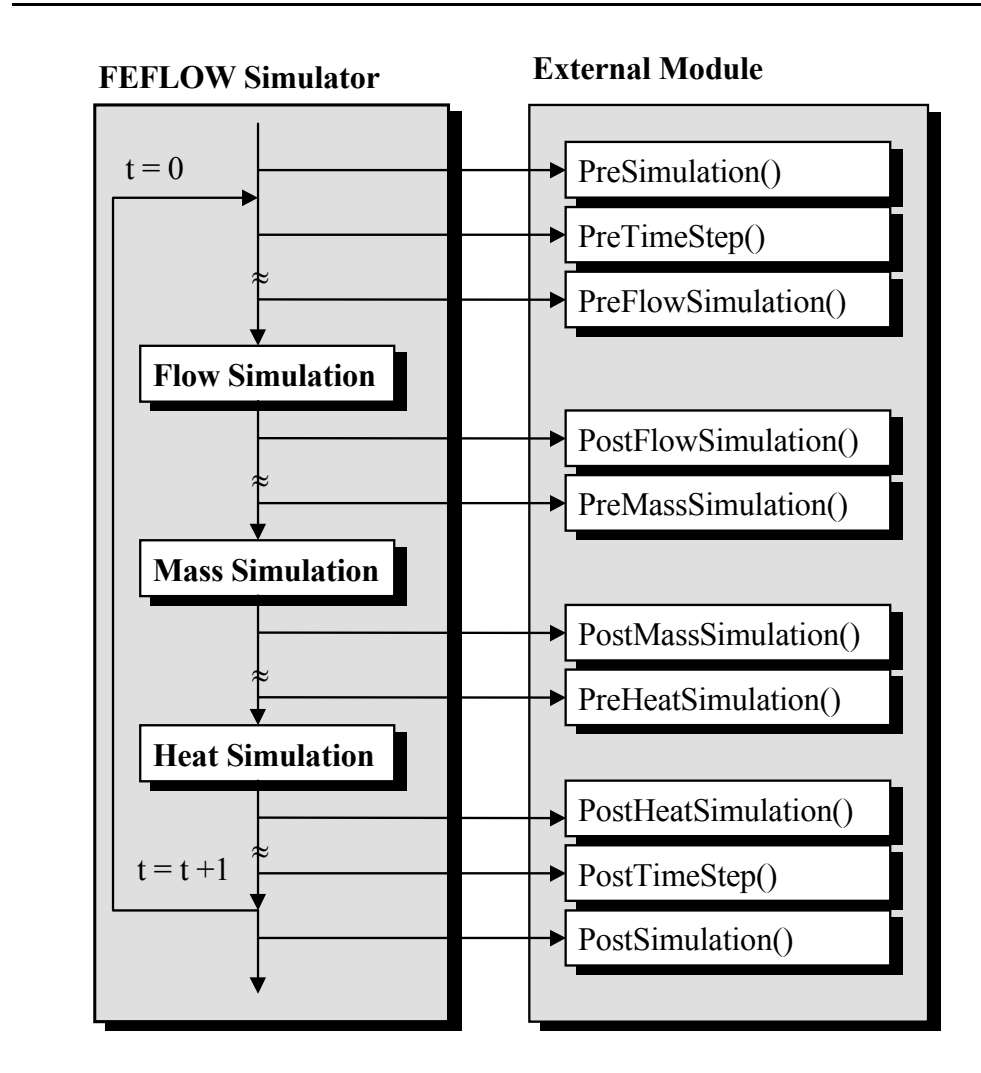 FEFLOW Simulator
External Module
t = 0
PreSimulation()
PreTimeStep()
≈
PreFlowSimulation()
Flow Simulation
PostFlowSimulation()
≈
PreMassSimulation()
Mass Simulation
PostMassSimulation()
≈
PreHeatSimulation()
Heat Simulation
PostHeatSimulation()
≈
t = t +1
PostTimeStep()
PostSimulation()